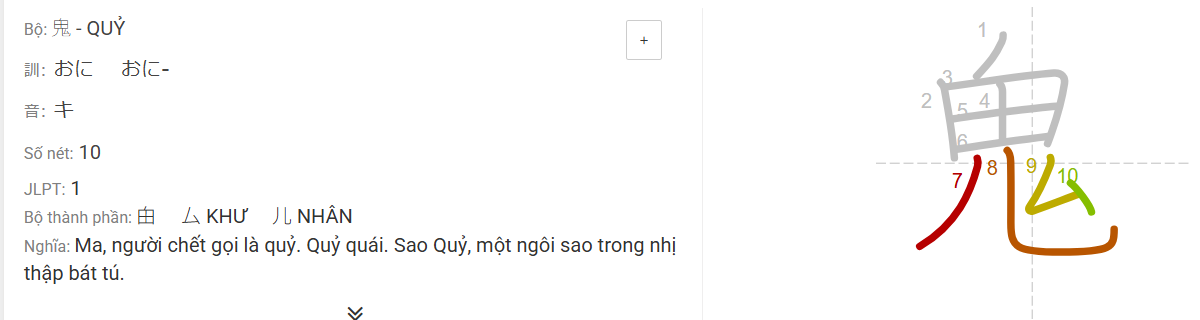 Bộ: 鬼 - QUỶ
+
訓: おに おに-
音: キ
Số nét: 10
JLPT: 1
Bộ thành phần: 甶 厶 KHƯ 儿 NHÂN
Nghĩa: Ma, người chết gọi là quỷ. Quỷ quái. Sao Quỷ, một ngôi sao trong nhị
thập bát tú.
鬼
1
2
3
4
5
6
7
8
9
10